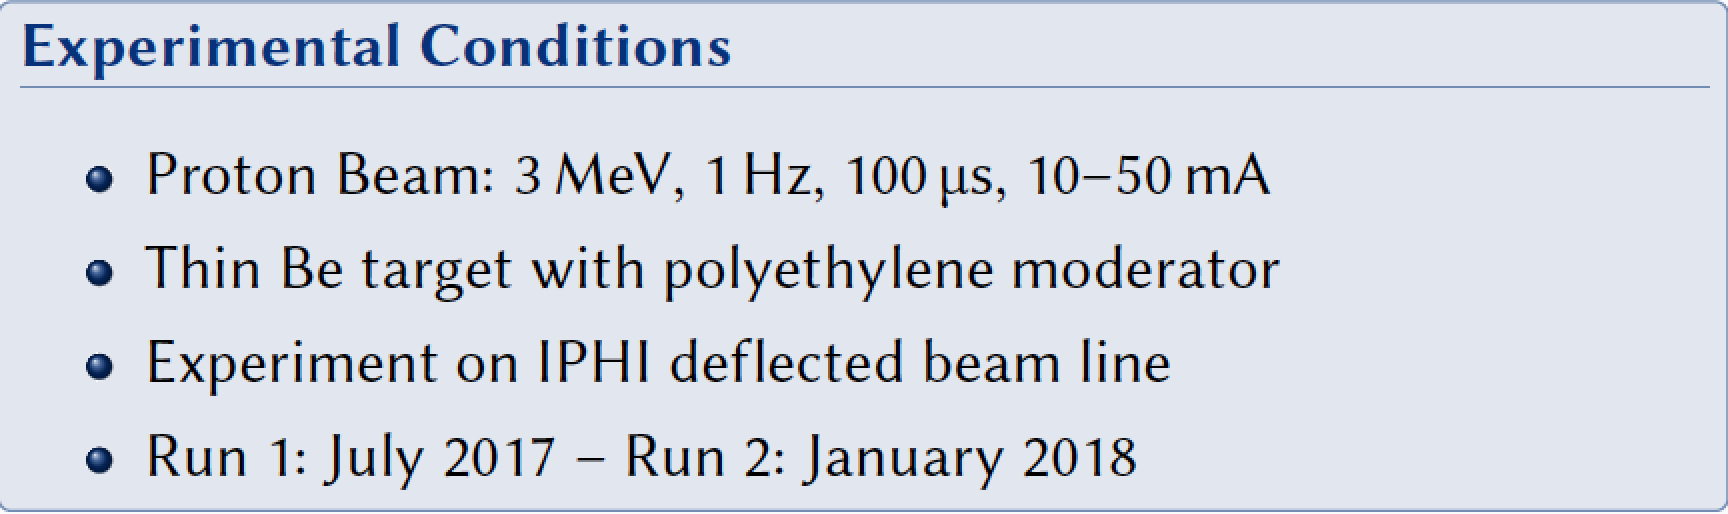 Experimental Conditions
Proton Beam: 3 MeV, 1 Hz, 100 µs, 10–50 mA
Thin Be target with polyethylene moderator
Experiment on IPHI deflected beam line
Run 1: July 2017 – Run 2: January 2018